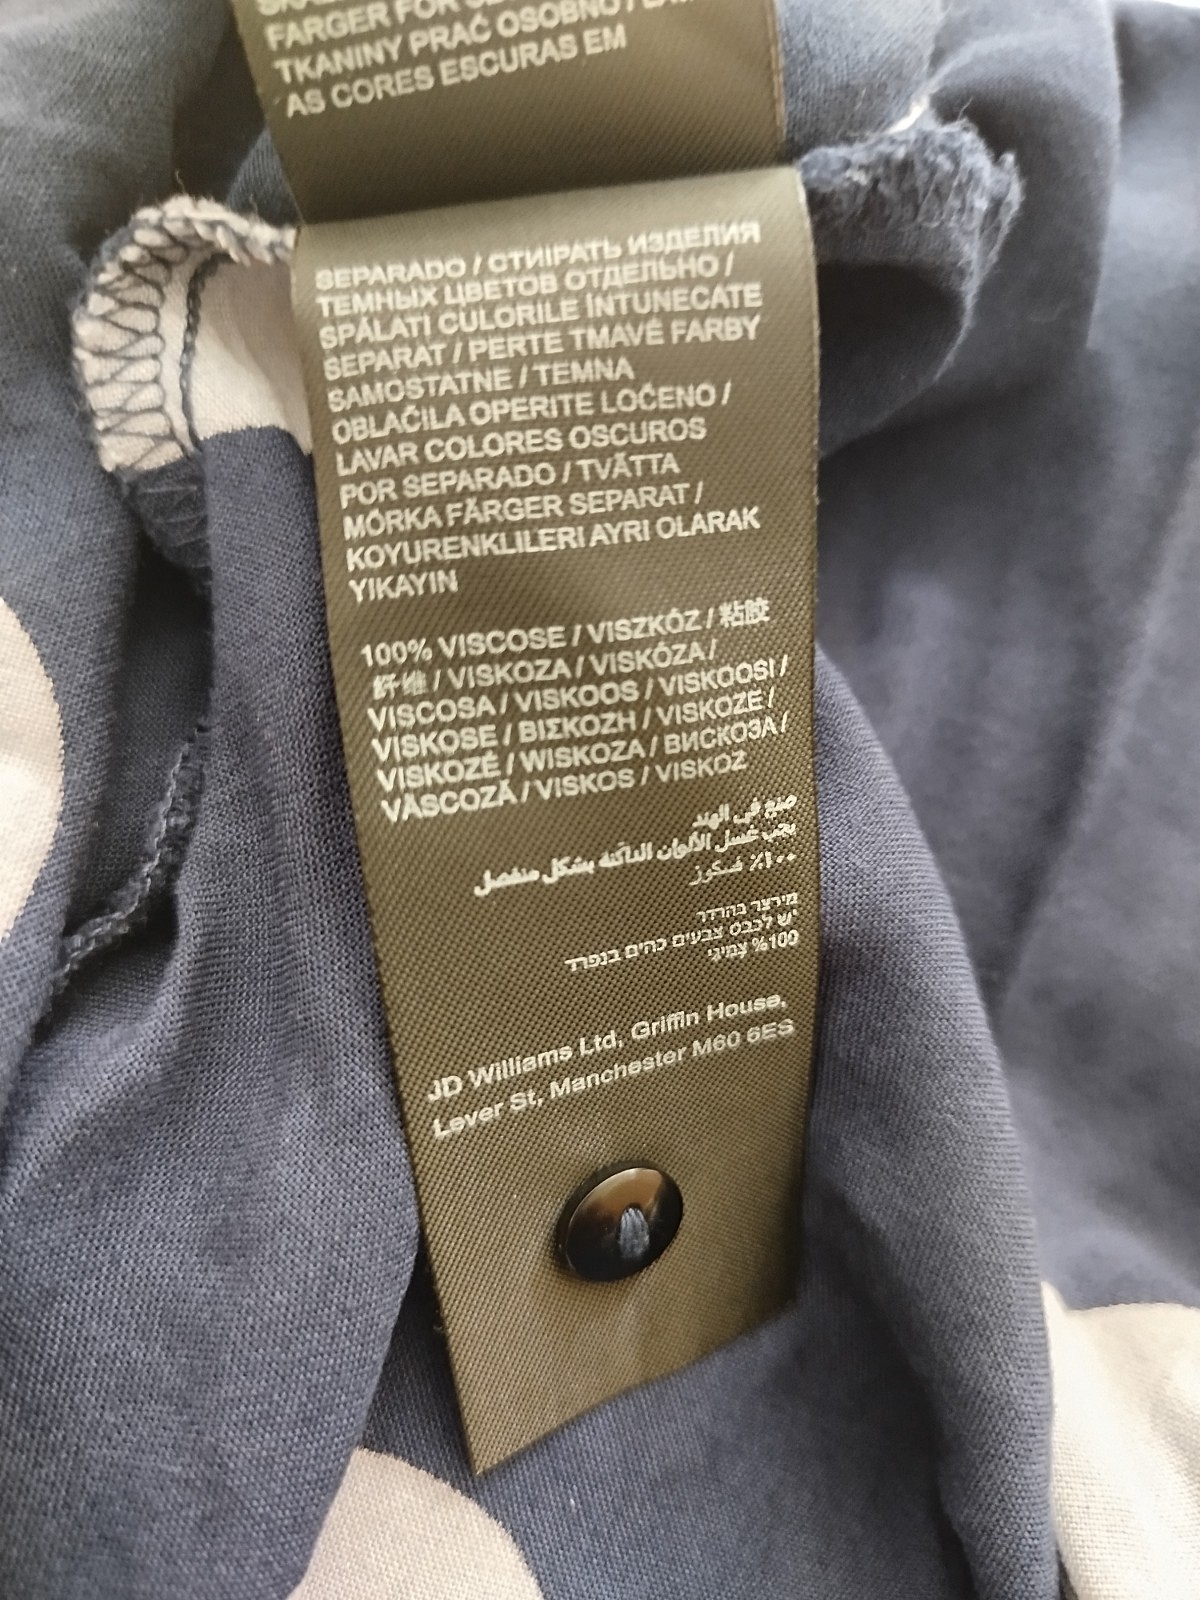 FARGER FOR
TKANINY PRAĆ OSOBNO /
AS CORES ESCURAS EM
SEPARADO / СТИРАТЬ ИЗДЕЛИЯ
ТЕМНЫХ ЦВЕТОВ ОТДЕЛЬНО /
SPĂLATI CULORILE ÎNTUNECATE
SEPARAT / PERTE TMAVÉ FARBY
SAMOSTATNE / TEMNA
OBLAČILA OPERITE LOČENO /
LAVAR COLORES OSCUROS
POR SEPARADO / TVÄTTA
MÖRKA FÄRGER SEPARAT /
KOYURENKLILERI AYRI OLARAK
YIKAYIN
100% VISCOSE / VISZKÓZ / 粘胶
纤维 / VISKOZA / VISKÓZA /
VISCOSA / VISKOOS / VISKOOSI /
VISKOSE / ΒΙΣΚΟΖΗ / VISKOZE /
VISKOZĖ / WISKOZA / ВИСКОЗА /
VÂSCOZĂ / VISKOS / VISKOZ
صنع في الهند
يجب غسل الألوان الداكنة بشكل منفصل
١٠٠٪ فسكوز
יש לכבס צבעים כהים בנפרד
%100
JD Williams Ltd, Griffin House,
Lever St, Manchester M60 6ES